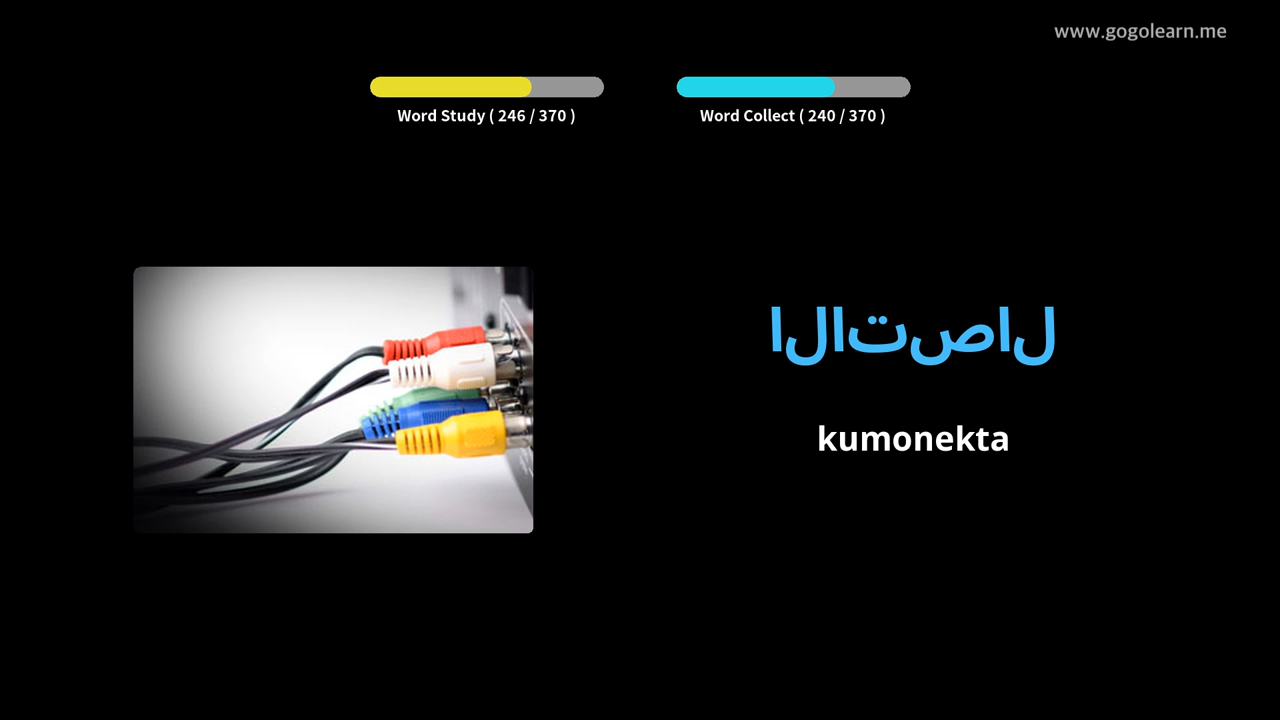 www.gogolearn.me
Word Study ( 246 / 370 )
Word Collect ( 240 / 370 )
الاتصال
kumonekta